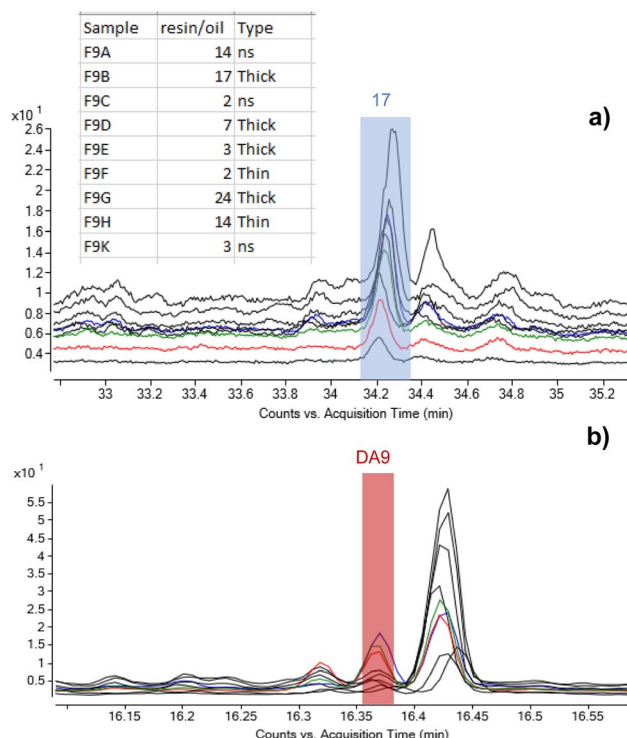 Sample resin/oil Type
F9A 14 ns
F9B 17 Thick
F9C 2 ns
F9D 7 Thick
F9E 3 Thick
F9F 2 Thin
F9G 24 Thick
F9H 14 Thin
F9K 3 ns
17
a)
x10 1
2.6
2.4
2.2
2
1.8
1.6
1.4
1.2
1
0.8
0.6
0.4
33 33.2 33.4 33.6 33.8 34 34.2 34.4 34.6 34.8 35 35.2
Counts vs. Acquisition Time (min)
b)
DA9
x10 1
5.5
5
4.5
4
3.5
3
2.5
2
1.5
1
0.5
16.15 16.2 16.25 16.3 16.35 16.4 16.45 16.5 16.55
Counts vs. Acquisition Time (min)